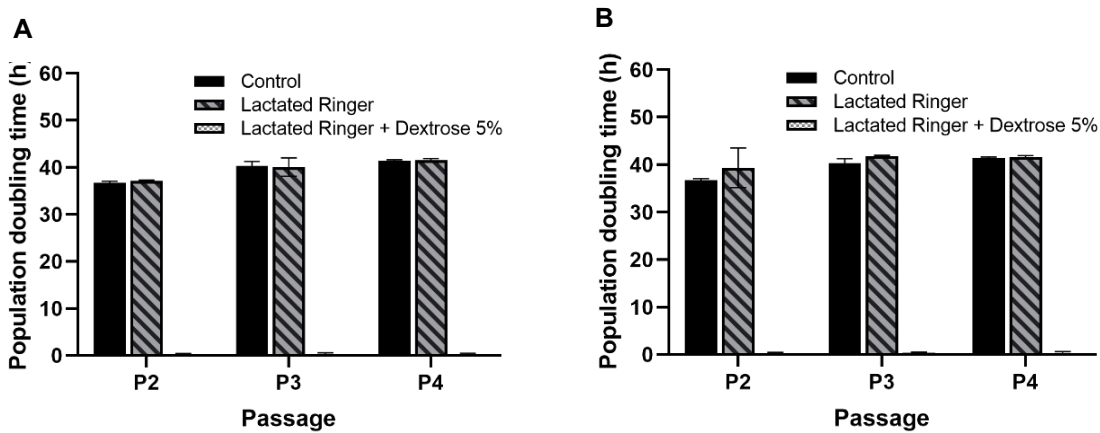 A
Population doubling time (h)
60
50
40
30
20
10
0
Control
Lactated Ringer
Lactated Ringer + Dextrose 5%
P2 P3 P4
Passage
B
Population doubling time (h)
60
50
40
30
20
10
0
Control
Lactated Ringer
Lactated Ringer + Dextrose 5%
P2 P3 P4
Passage